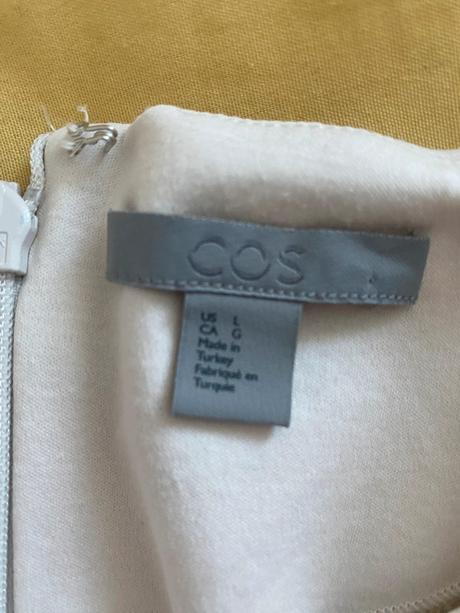 COS
US L
CA G
Made in
Turkey
Fabriqué en
Turquie